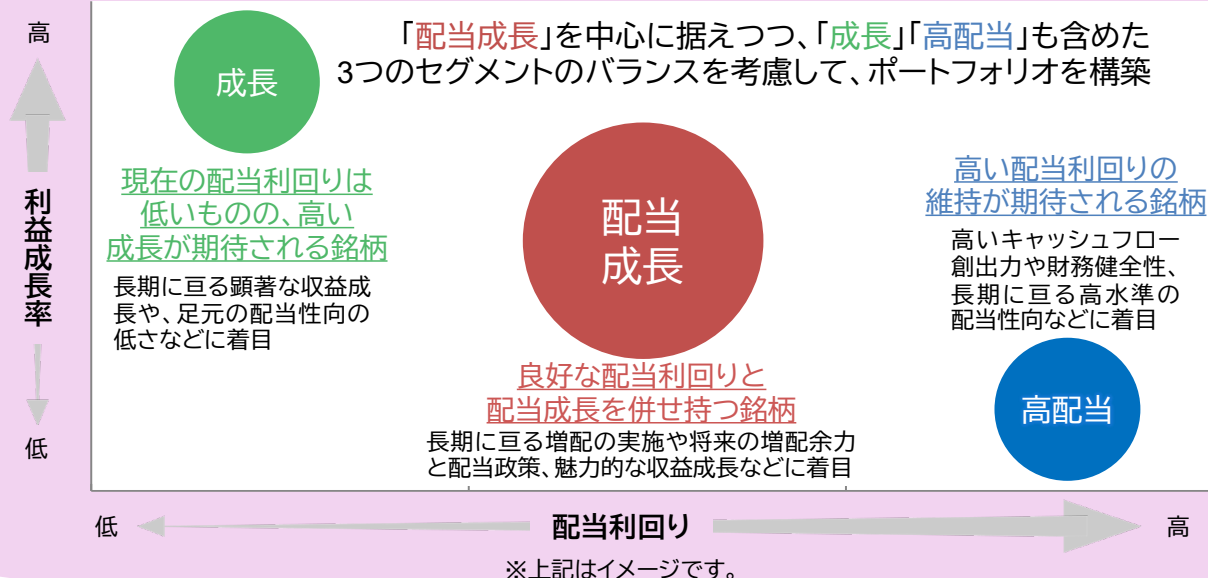 「配当成長」を中心に据えつつ、「成長」「高配当」も含めた
3つのセグメントのバランスを考慮して、ポートフォリオを構築
高
利益成長率
低
成長
現在の配当利回りは
低いものの、高い
成長が期待される銘柄
長期に亘る顕著な収益成
長や、足元の配当性向の
低さなどに着目
配当
成長
良好な配当利回りと
配当成長を併せ持つ銘柄
長期に亘る増配の実施や将来の増配余力
と配当政策、魅力的な収益成長などに着目
高い配当利回りの
維持が期待される銘柄
高いキャッシュフロー
創出力や財務健全性、
長期に亘る高水準の
配当性向などに着目
高配当
低
配当利回り
高
※上記はイメージです。